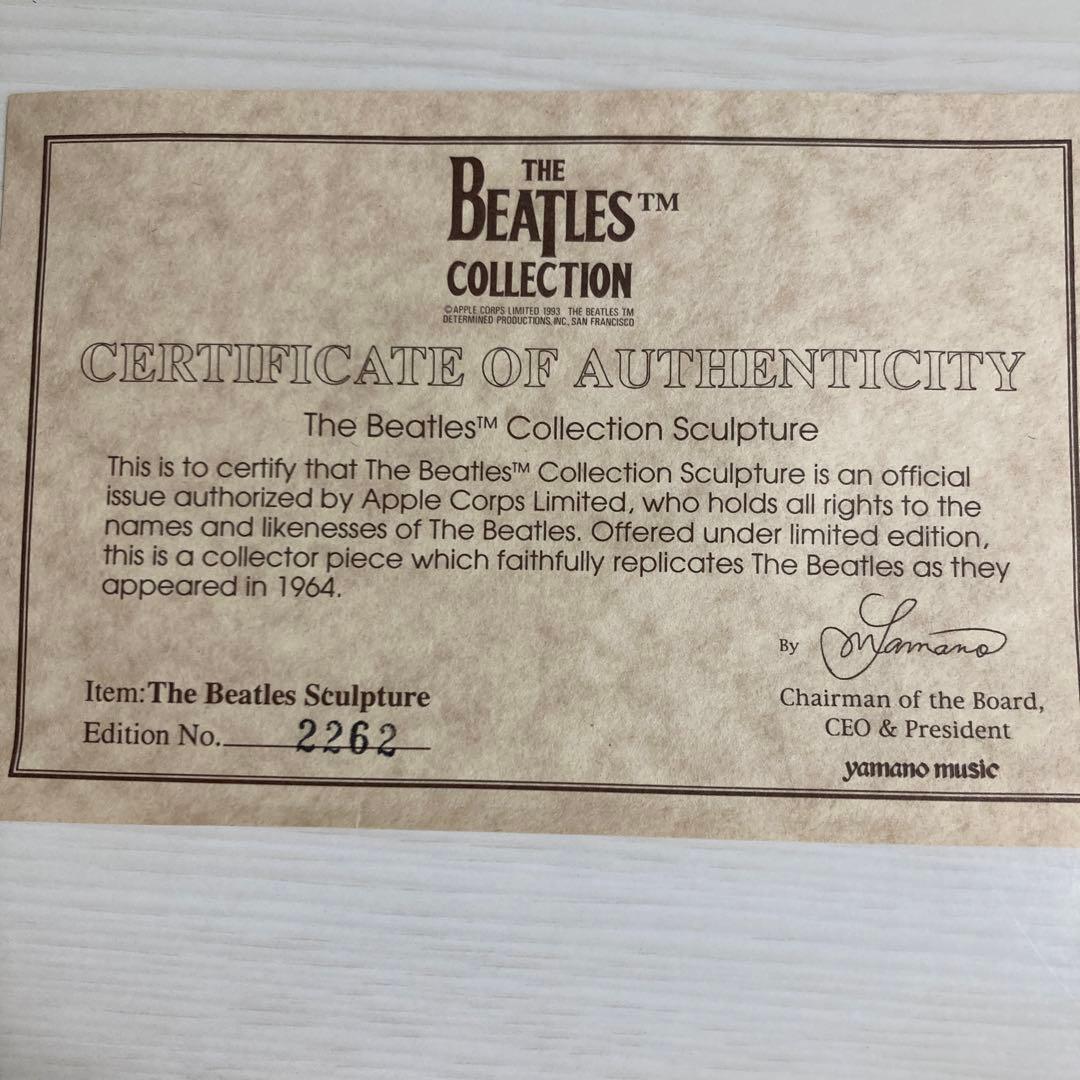 THE
BEATLES™
COLLECTION
©APPLE CORPS LIMITED 1993 THE BEATLES TM
DETERMINED PRODUCTIONS, INC., SAN FRANCISCO
CERTIFICATE OF AUTHENTICITY
The Beatles™ Collection Sculpture
This is to certify that The Beatles™ Collection Sculpture is an official
issue authorized by Apple Corps Limited, who holds all rights to the
names and likenesses of The Beatles. Offered under limited edition,
this is a collector piece which faithfully replicates The Beatles as they
appeared in 1964.
By M Yamano
Item:The Beatles Sculpture
Edition No. 2262
Chairman of the Board,
CEO & President
yamano music